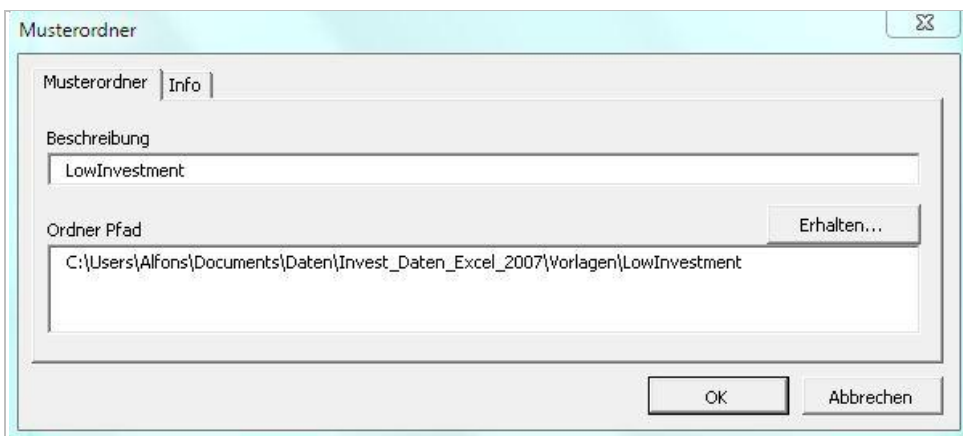 Musterordner
Musterordner Info
Beschreibung
LowInvestment
Ordner Pfad
Erhalten...
C:\Users\Alfons\Documents\Daten\Invest_Daten_Excel_2007\Vorlagen\LowInvestment
OK Abbrechen